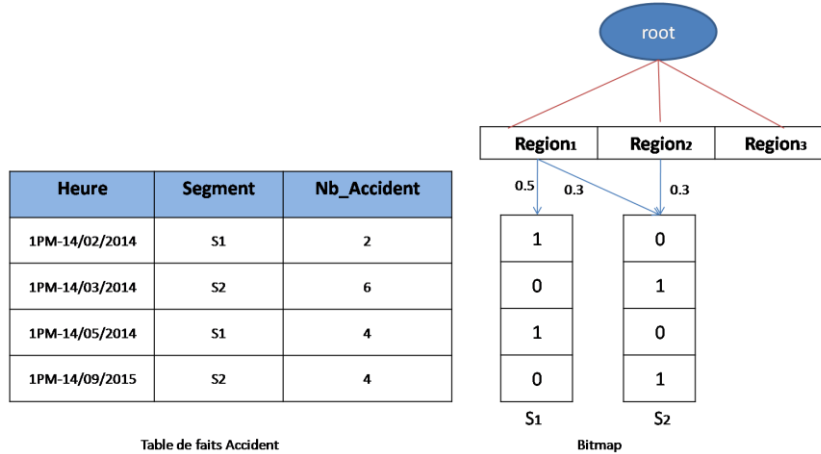 root
Region1 Region2 Region3
0.5 0.3 0.3
Heure Segment Nb_Accident
1PM-14/02/2014 S1 2
1PM-14/03/2014 S2 6
1PM-14/05/2014 S1 4
1PM-14/09/2015 S2 4
1 0
0 1
1 0
0 1
S1 S2
Table de faits Accident
Bitmap